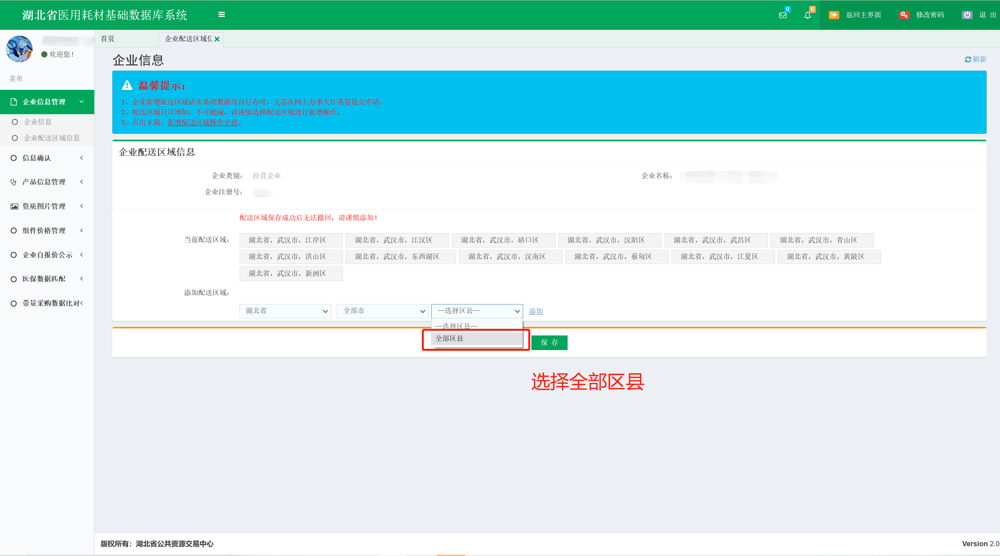 湖北省医用耗材基础数据库系统
0
6
返回主界面
修改密码
退 出
欢迎您！
菜单
企业信息管理
企业信息
企业配送区域信息
信息确认
产品信息管理
资质图片管理
组件价格管理
企业自报价公示
医保数据匹配
带量采购数据比对
首页
企业配送区域信
企业信息
刷新
温馨提示：
1、企业新增配送区域请在基础数据库自行办理，无需在网上办事大厅重复提交申请。
2、配送区域只可增加，不可删减。请谨慎选择配送区域进行新增操作。
3、点击下载：新增配送区域操作手册。
企业配送区域信息
企业类别： 经营企业
企业名称：
企业注册号：
配送区域保存成功后无法撤回，请谨慎添加！
当前配送区域： 湖北省，武汉市，江岸区 湖北省，武汉市，江汉区 湖北省，武汉市，硚口区 湖北省，武汉市，汉阳区 湖北省，武汉市，武昌区 湖北省，武汉市，青山区
湖北省，武汉市，洪山区 湖北省，武汉市，东西湖区 湖北省，武汉市，汉南区 湖北省，武汉市，蔡甸区 湖北省，武汉市，江夏区 湖北省，武汉市，黄陂区
湖北省，武汉市，新洲区
添加配送区域：
湖北省 全部市 --选择区县-- 添加
--选择区县--
全部区县
保 存
选择全部区县
版权所有：湖北省公共资源交易中心
Version 2.0